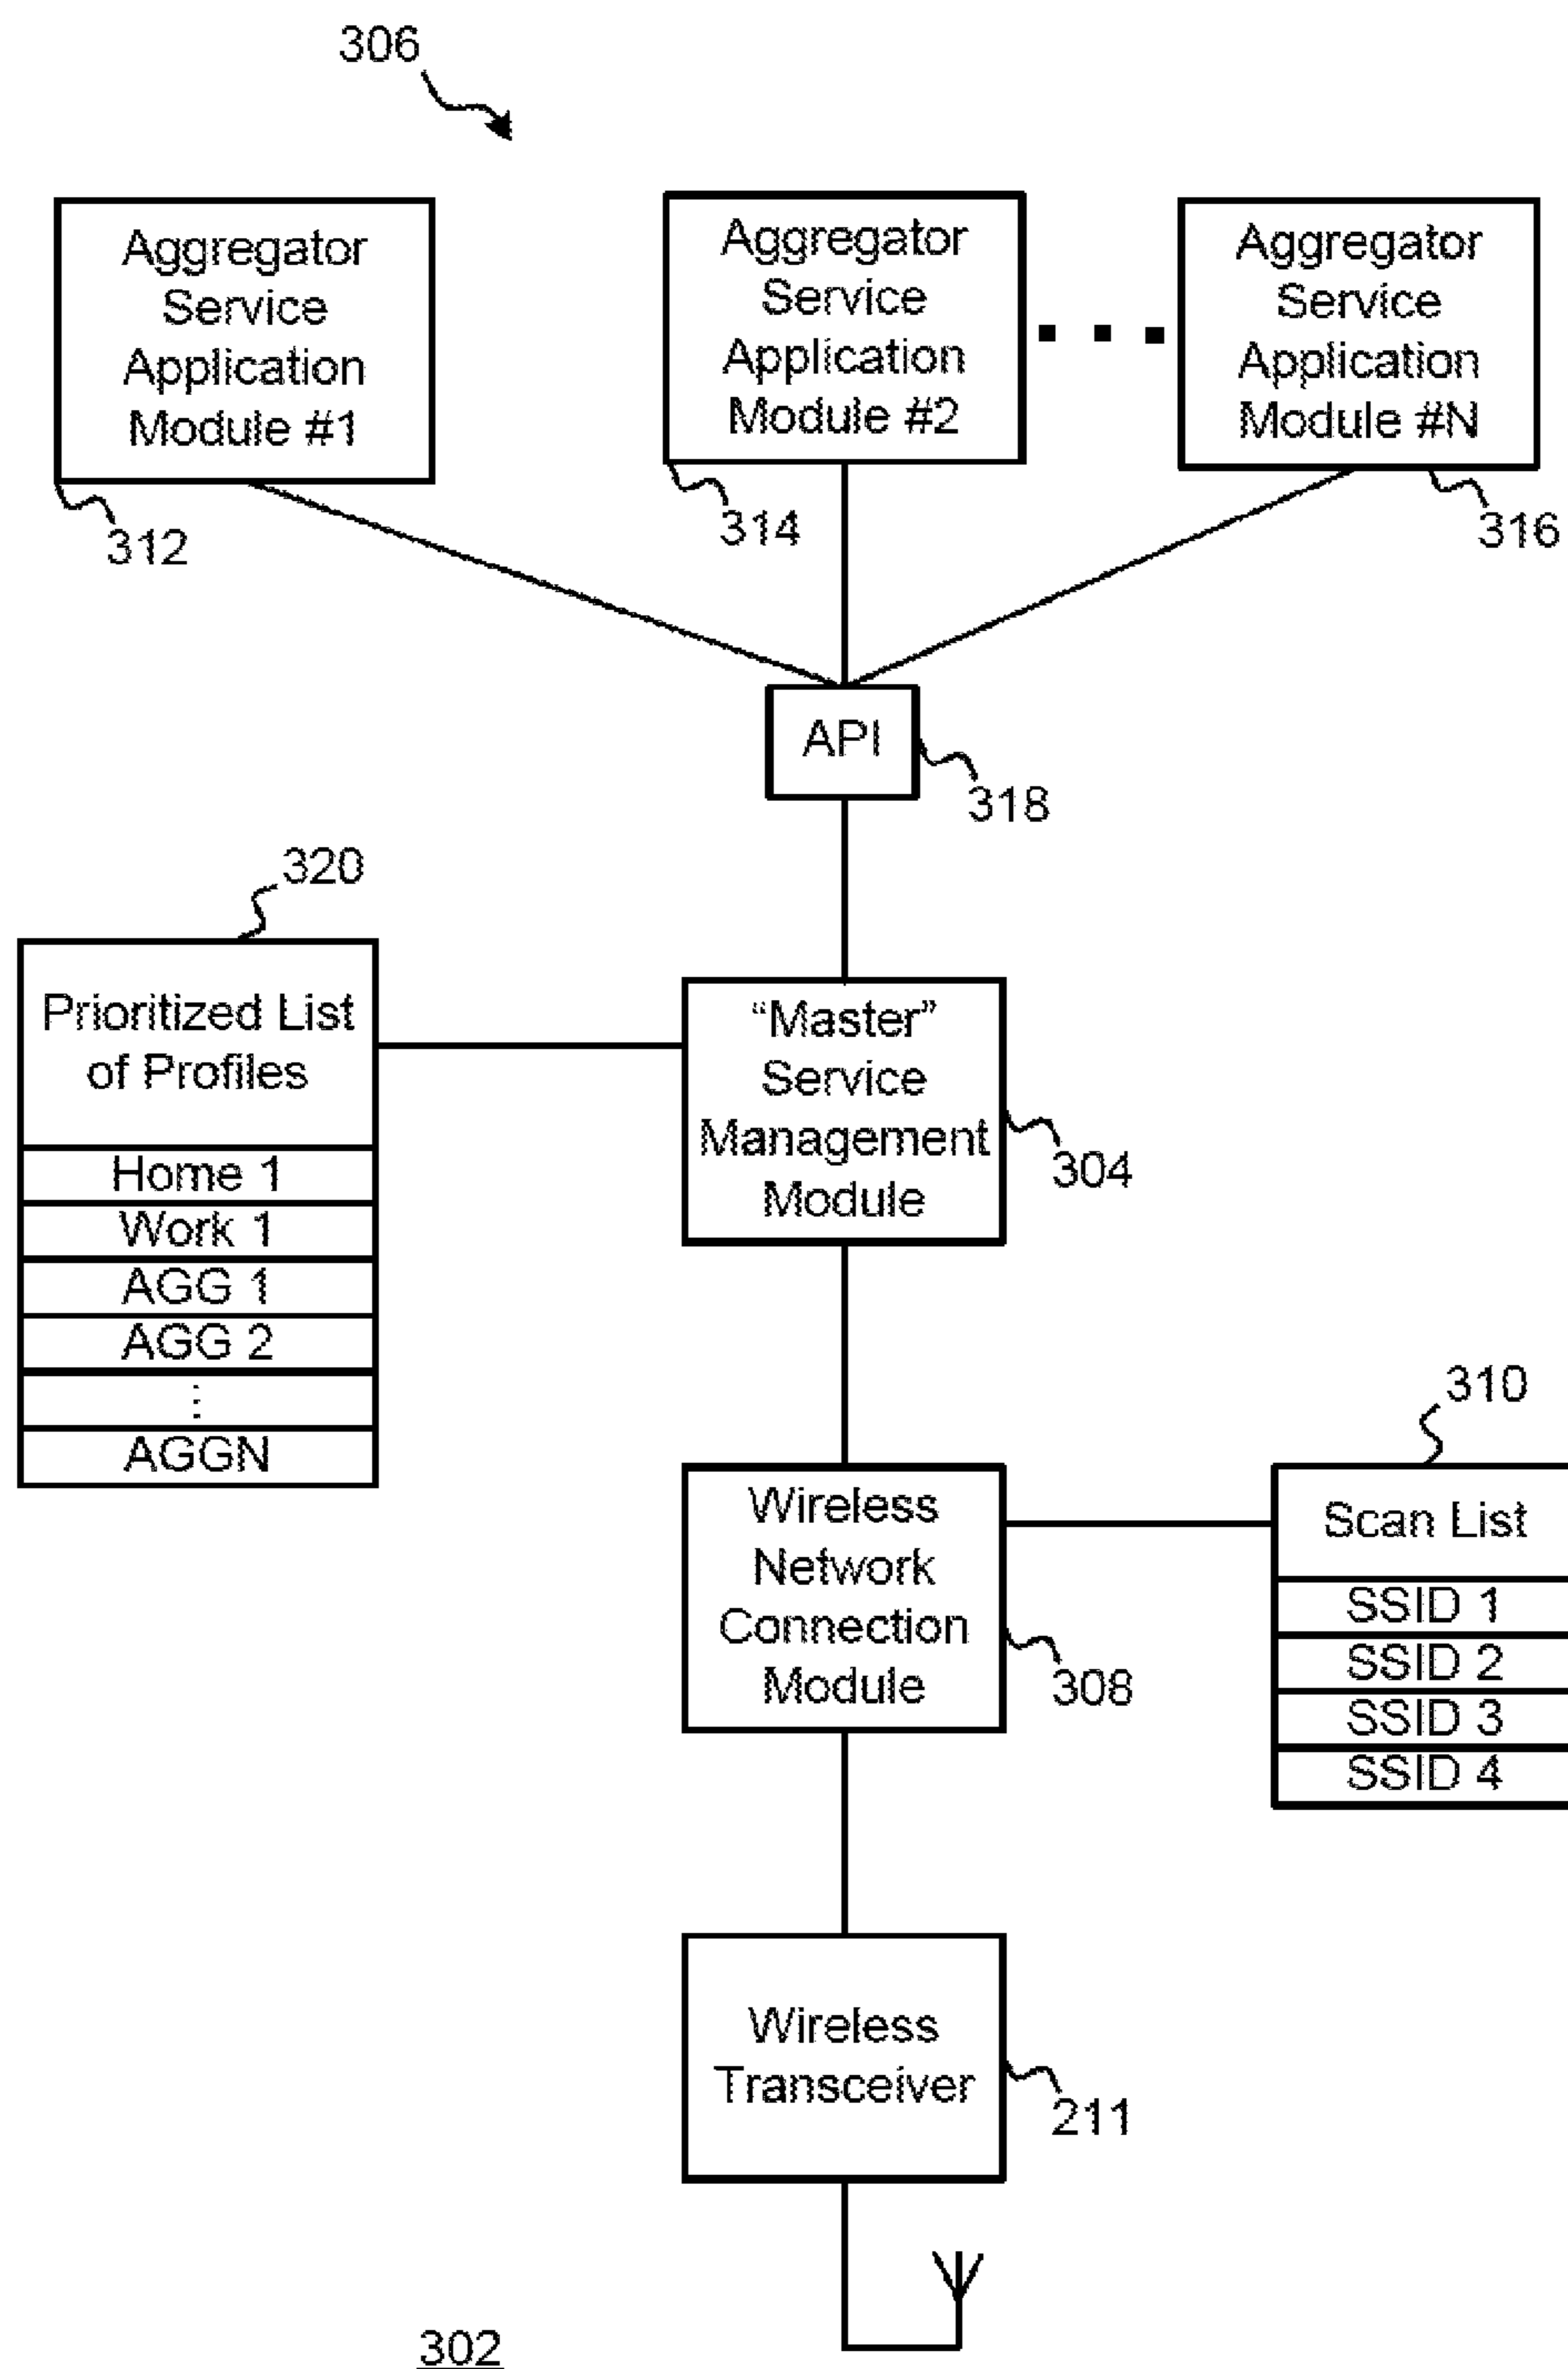 306
Aggregator
Service
Application
Module #1
312
Aggregator
Service
Application
Module #2
314
Aggregator
Service
Application
Module #N
316
API
318
320
Prioritized List
of Profiles
Home 1
Work 1
AGG 1
AGG 2
⋮
AGGN
“Master”
Service
Management
Module
304
Wireless
Network
Connection
Module
308
310
Scan List
SSID 1
SSID 2
SSID 3
SSID 4
Wireless
Transceiver
211
302